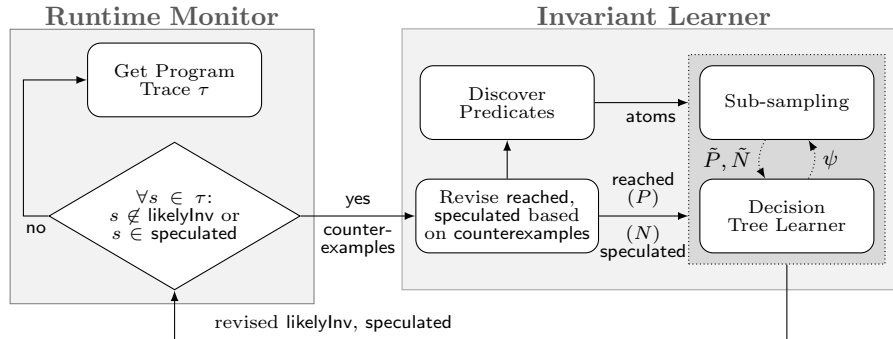 Runtime Monitor
Invariant Learner
Get Program
Trace τ
Discover
Predicates
Sub-sampling
atoms
P̃, Ñ
ψ
∀s ∈ τ:
s ∉ likelyInv or
s ∈ speculated
no
yes
counter-
examples
Revise reached,
speculated based
on counterexamples
reached
(P)
(N)
speculated
Decision
Tree Learner
revised likelyInv, speculated